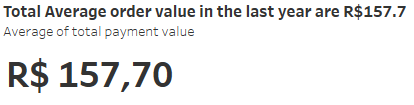 Total Average order value in the last year are R$157.7
Average of total payment value
R$ 157,70